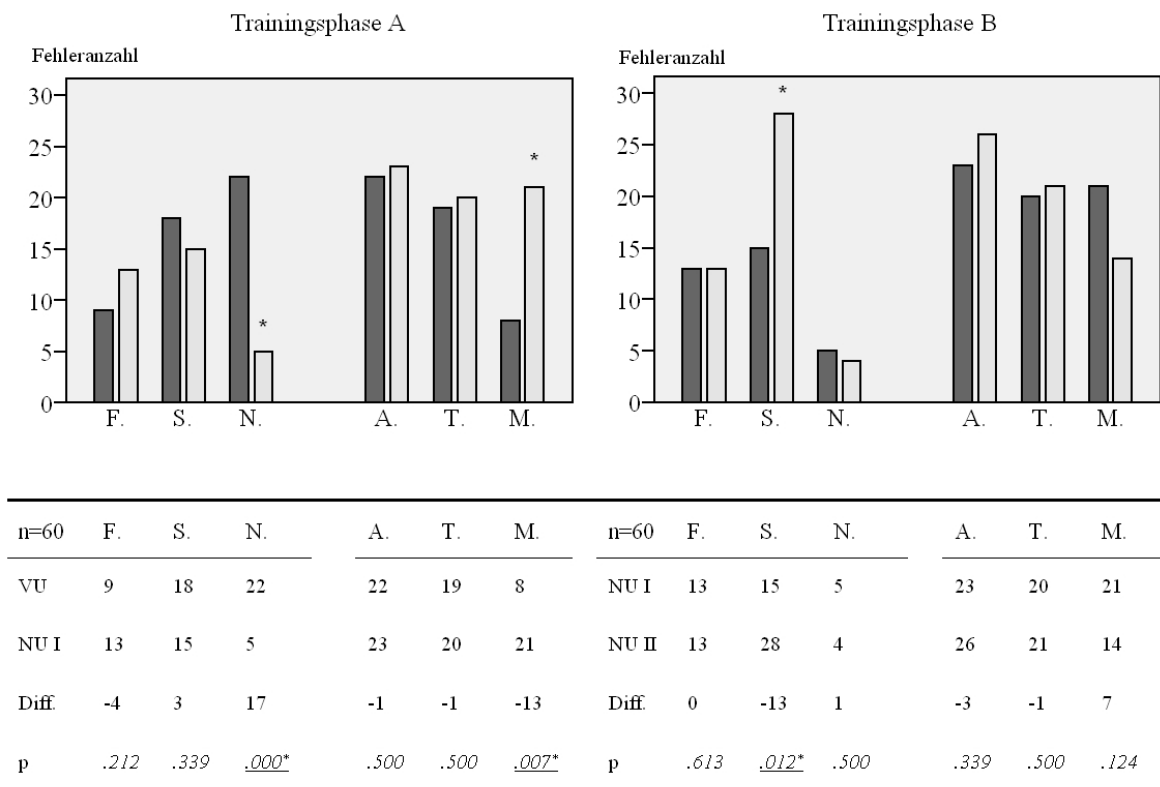 Trainingsphase A
Fehleranzahl
30
25
20
15
10
5
0
*
*
F. S. N. A. T. M.
Trainingsphase B
Fehleranzahl
30
25
20
15
10
5
0
*
F. S. N. A. T. M.
n=60 F. S. N. A. T. M. n=60 F. S. N. A. T. M.
VU 9 18 22 22 19 8 NU I 13 15 5 23 20 21
NU I 13 15 5 23 20 21 NU II 13 28 4 26 21 14
Diff. -4 3 17 -1 -1 -13 Diff. 0 -13 1 -3 -1 7
p .212 .339 .000* .500 .500 .007* p .613 .012* .500 .339 .500 .124